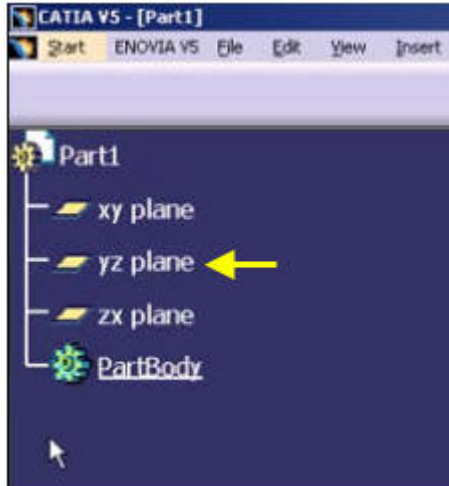 CATIA V5 - [Part1]
Start ENOVIA V5 File Edit View Insert
Part1
xy plane
yz plane
zx plane
PartBody